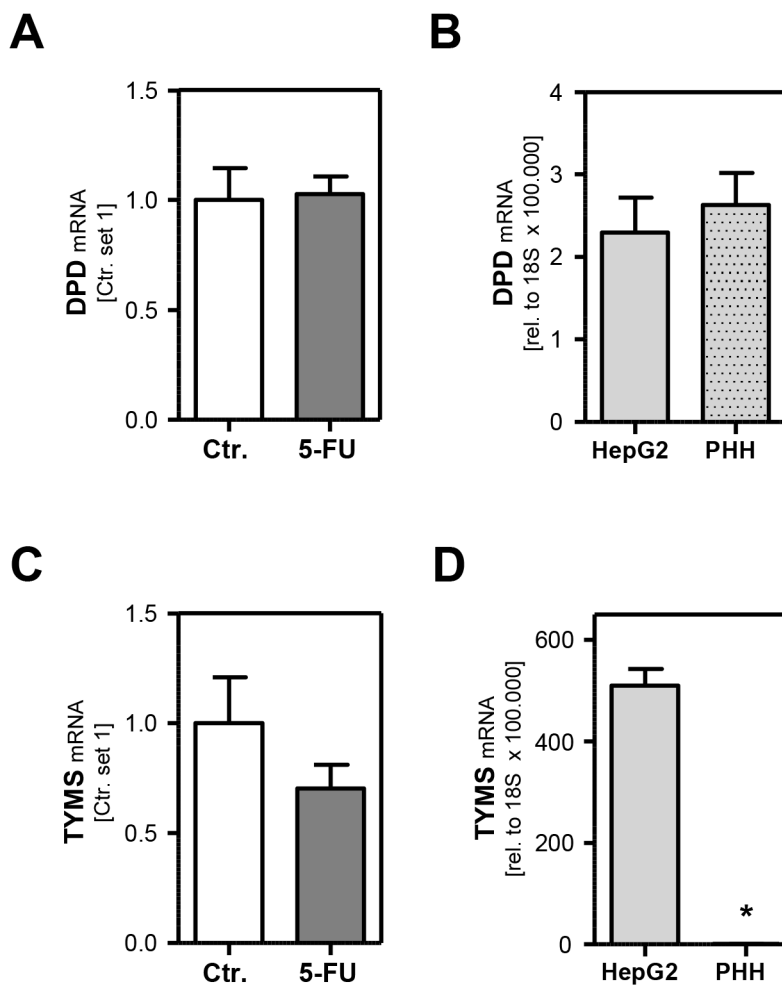 A
DPD mRNA
[Ctr. set 1]
1.5
1.0
0.5
0.0
Ctr. 5-FU
B
DPD mRNA
[rel. to 18S x 100.000]
4
3
2
1
0
HepG2 PHH
C
TYMS mRNA
[Ctr. set 1]
1.5
1.0
0.5
0.0
Ctr. 5-FU
D
TYMS mRNA
[rel. to 18S x 100.000]
600
400
200
0
*
HepG2 PHH